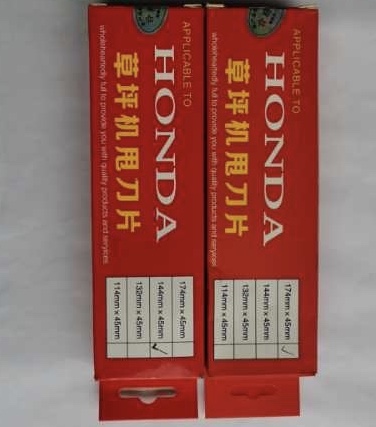 APPLICABLE TO
HONDA
草坪机甩刀片
wholeheartedly full to provide you with quality products and services
174mm x 45mm ✓
144mm x 45mm
132mm x 45mm
114mm x 45mm
APPLICABLE TO
HONDA
草坪机甩刀片
wholeheartedly full to provide you with quality products and services
174mm x 45mm
144mm x 45mm ✓
132mm x 45mm
114mm x 45mm